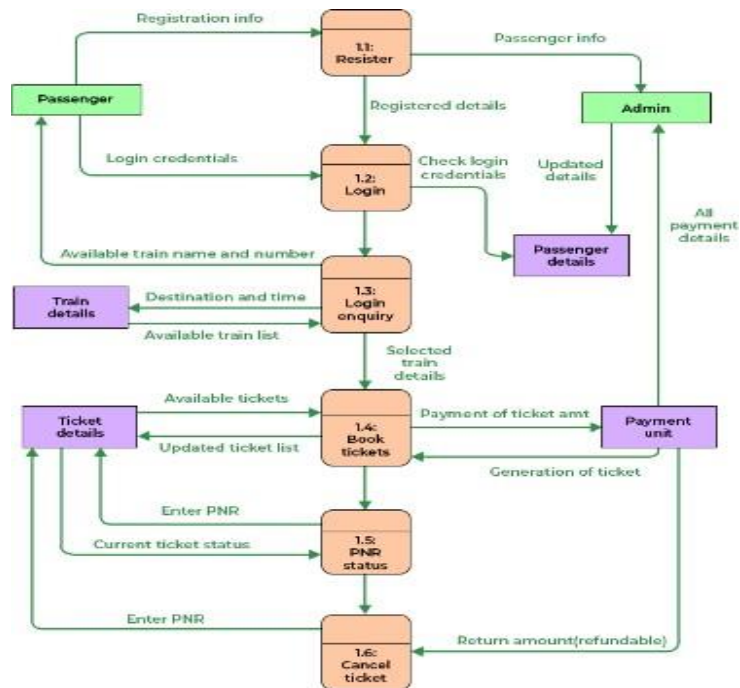 Registration info
1.1:
Resister
Passenger info
Passenger
Admin
Registered details
Login credentials
1.2:
Login
Check login
credentials
Updated
details
All
payment
details
Available train name and number
Passenger
details
Train
details
Destination and time
1.3:
Login
enquiry
Available train list
Selected
train
details
Ticket
details
Available tickets
1.4:
Book
tickets
Payment of ticket amt
Payment
unit
Updated ticket list
Generation of ticket
Enter PNR
1.5:
PNR
status
Current ticket status
Enter PNR
1.6:
Cancel
ticket
Return amount(refundable)